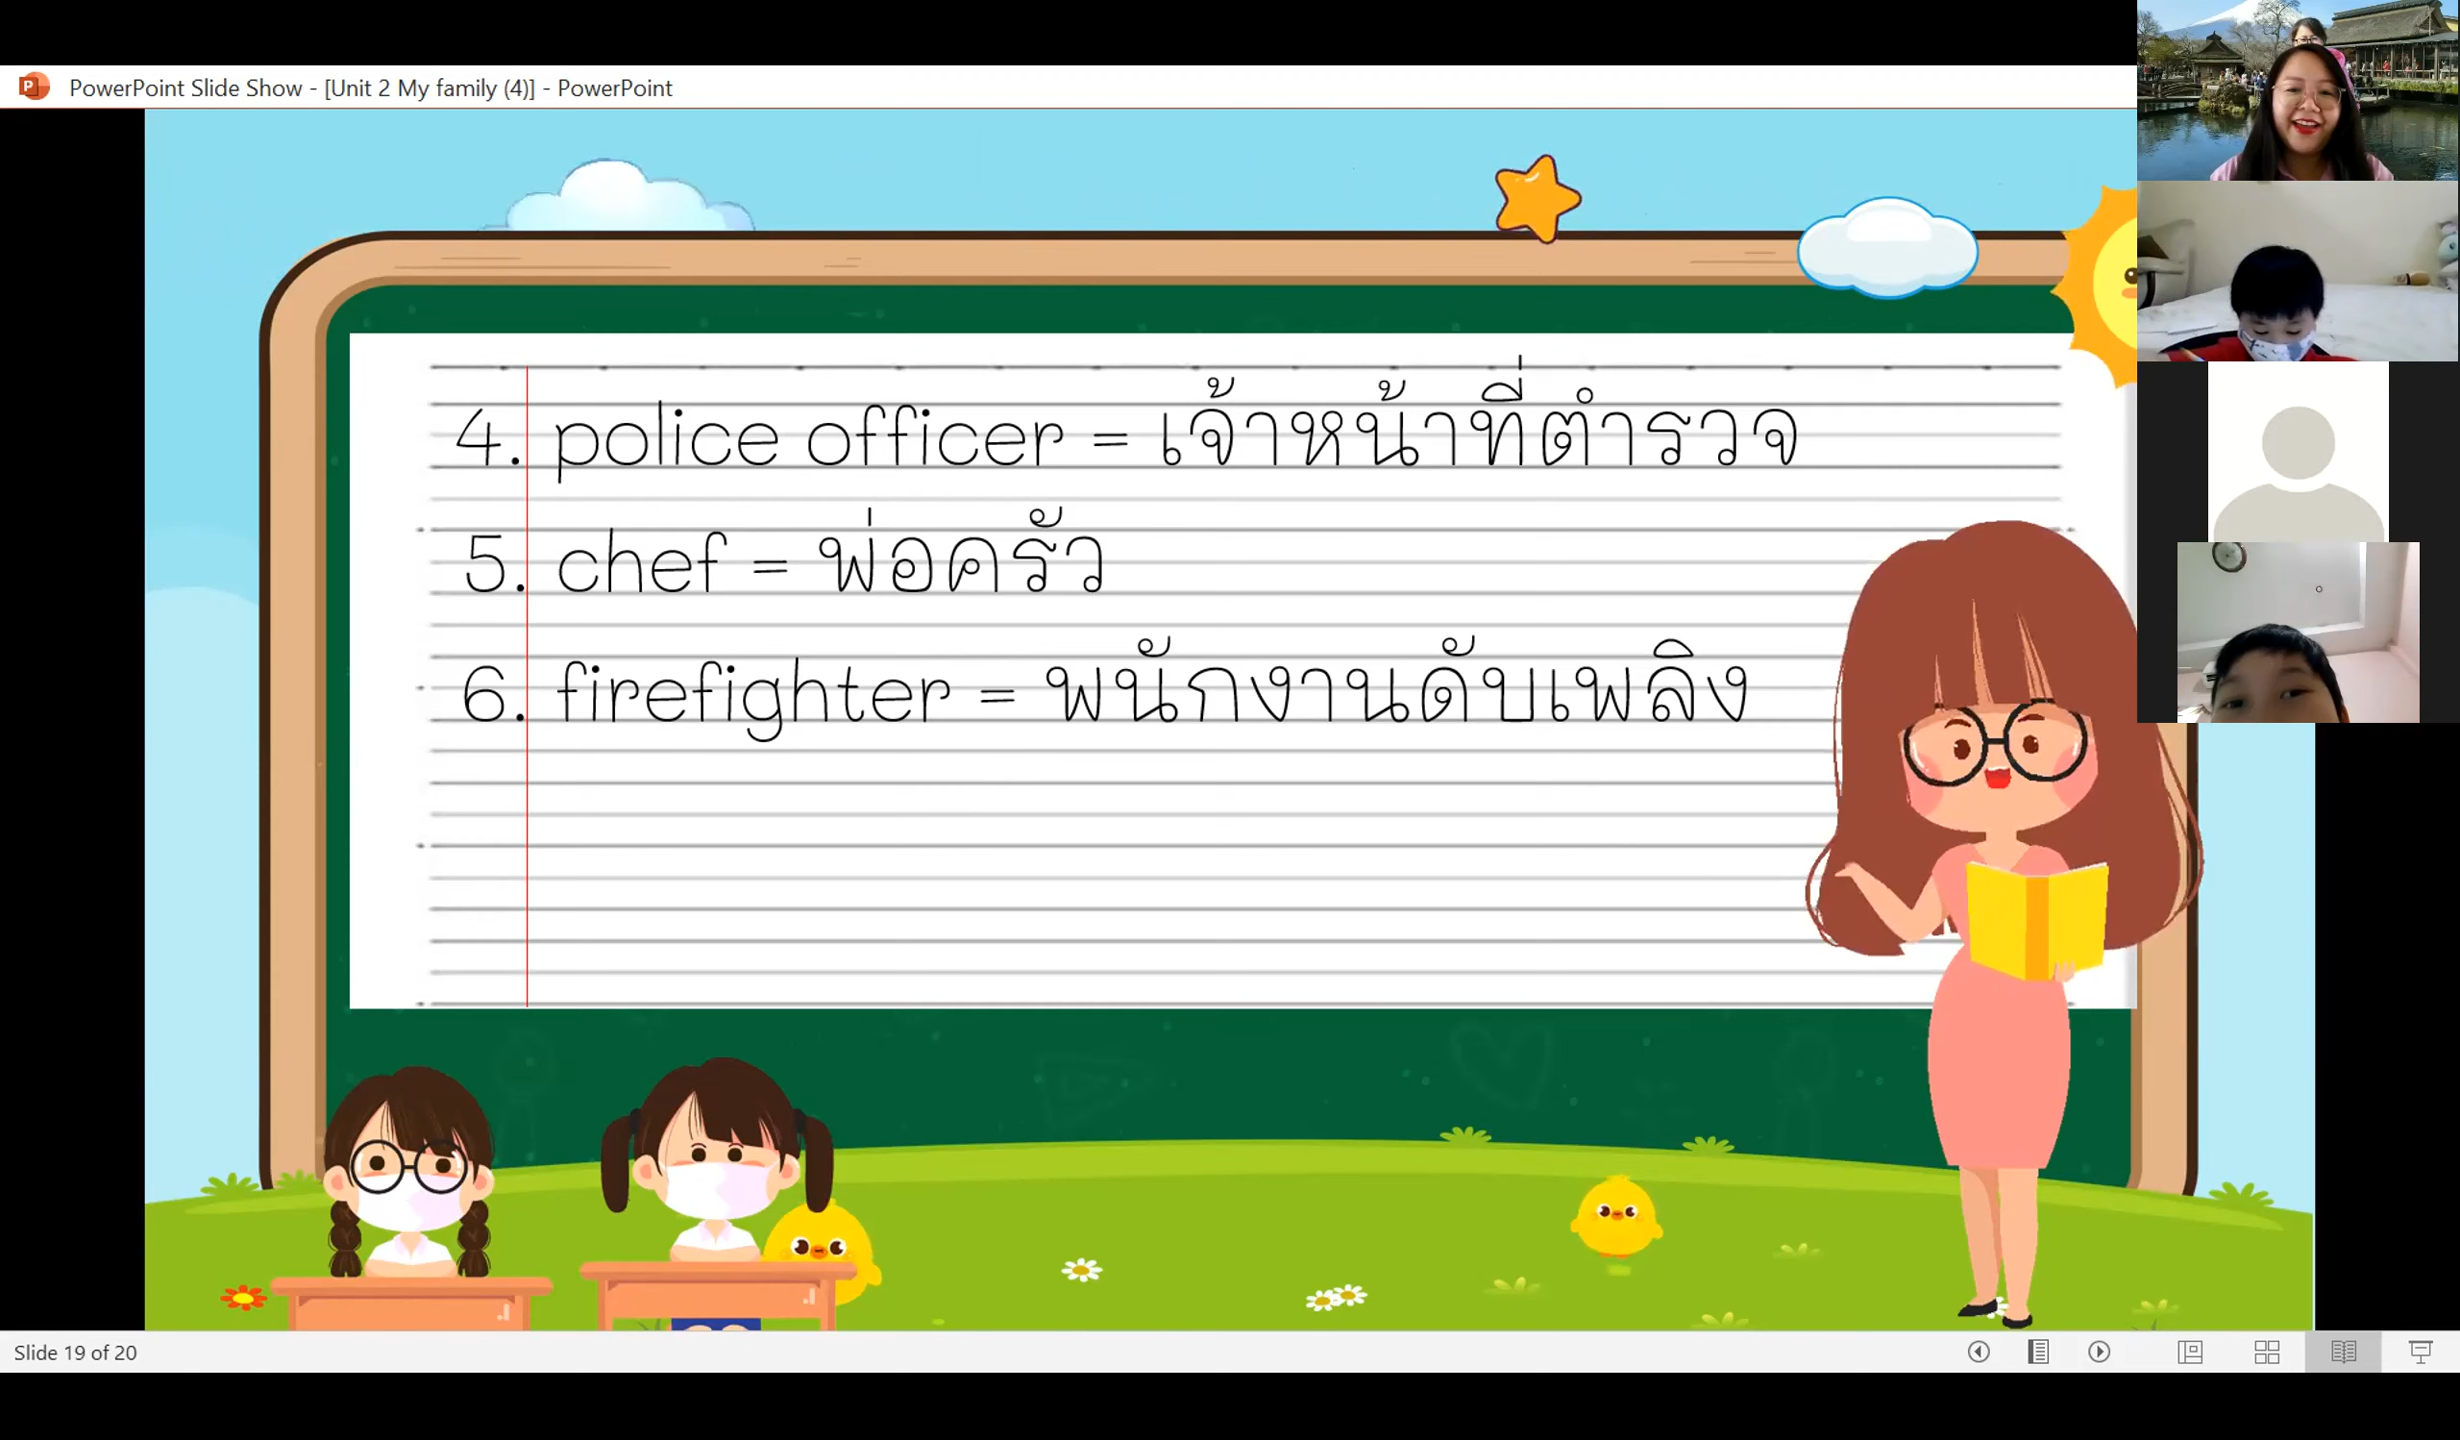 PowerPoint Slide Show - [Unit 2 My family (4)] - PowerPoint
4. police officer = เจ้าหน้าที่ตำรวจ
5. chef = พ่อครัว
6. firefighter = พนักงานดับเพลิง
Slide 19 of 20